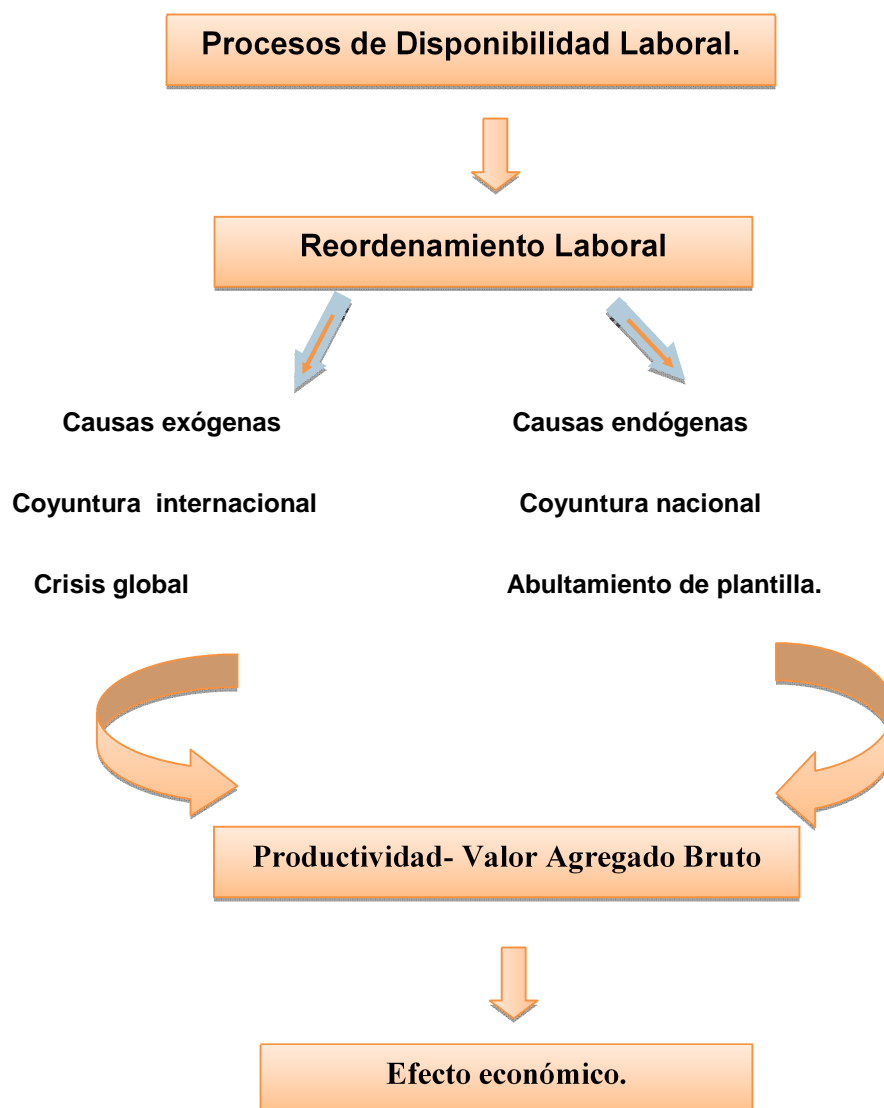 Procesos de Disponibilidad Laboral.
Reordenamiento Laboral
Causas exógenas
Causas endógenas
Coyuntura  internacional
Coyuntura nacional
Crisis global
Abultamiento de plantilla.
Productividad- Valor Agregado Bruto
Efecto económico.